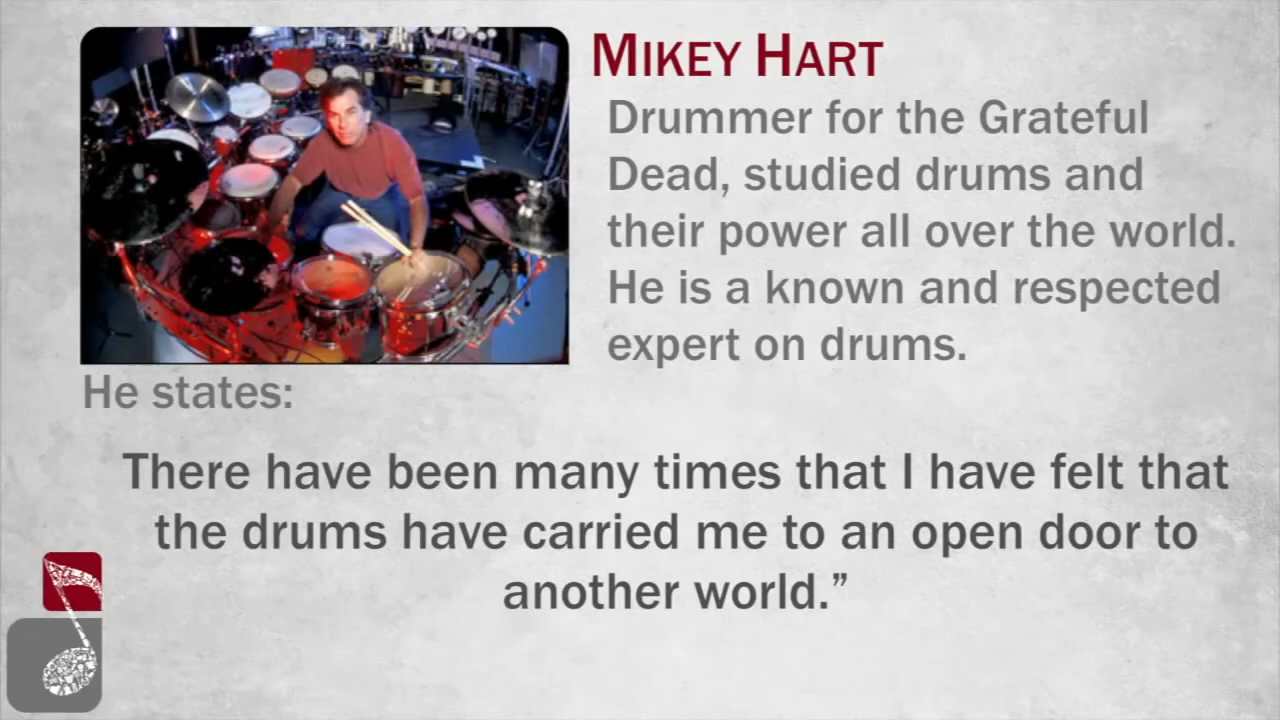 MIKEY HART
Drummer for the Grateful
Dead, studied drums and
their power all over the world.
He is a known and respected
expert on drums.
He states:
There have been many times that I have felt that
the drums have carried me to an open door to
another world.”